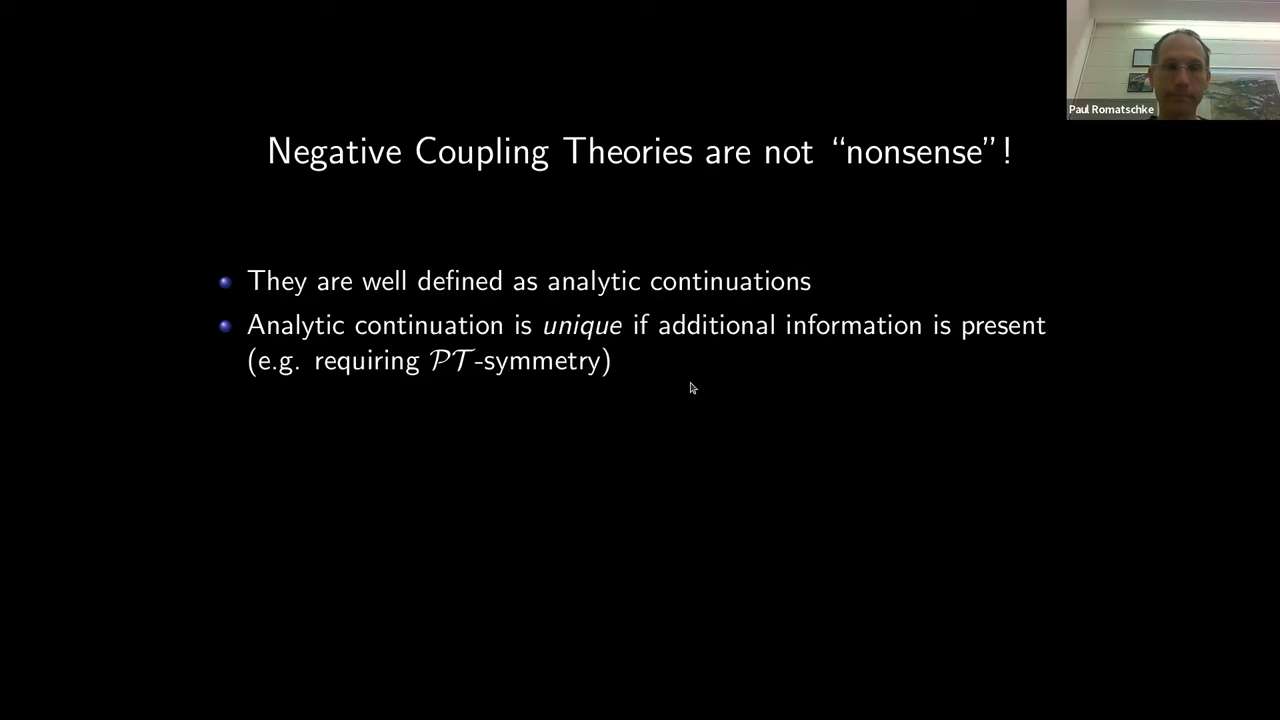 Paul Romatschke
Negative Coupling Theories are not “nonsense”!
They are well defined as analytic continuations
Analytic continuation is unique if additional information is present
(e.g. requiring 𝒫𝒯-symmetry)